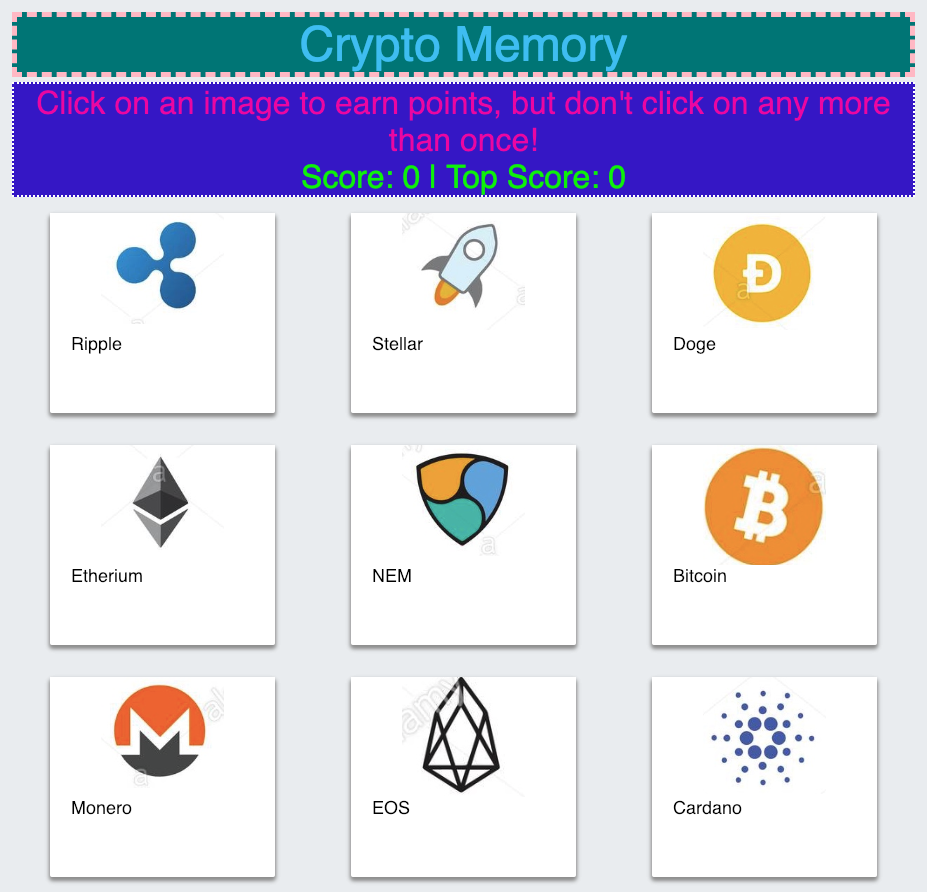 Crypto Memory
Click on an image to earn points, but don't click on any more
than once!
Score: 0 | Top Score: 0
Ripple
Stellar
Doge
Etherium
NEM
Bitcoin
Monero
EOS
Cardano